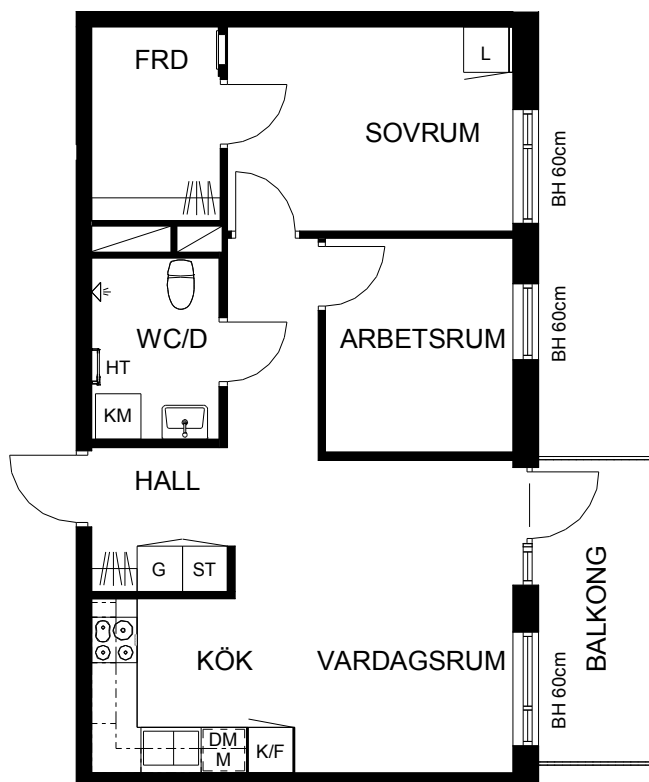 FRD
L
SOVRUM
BH 60cm
WC/D
HT
KM
ARBETSRUM
BH 60cm
HALL
G
ST
KÖK
VARDAGSRUM
BALKONG
BH 60cm
DM
M
K/F